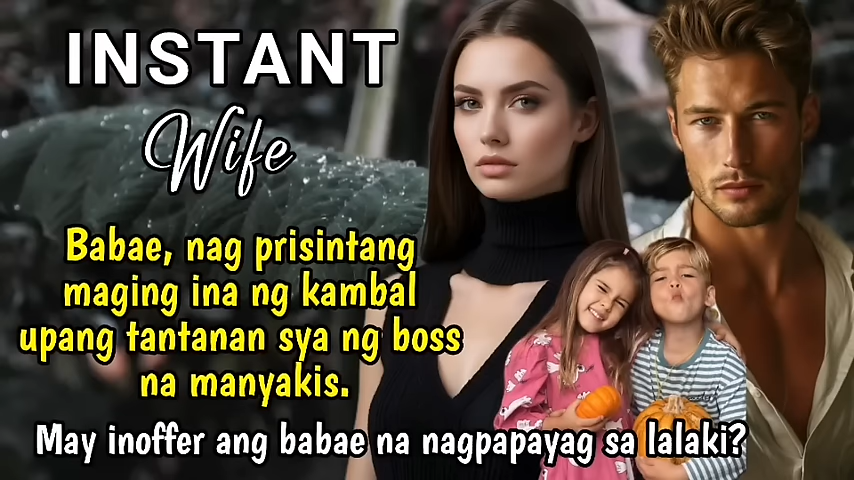 INSTANT
Wife
Babae, nag prisintang
maging ina ng kambal
upang tantanan sya ng boss
na manyakis.
May inoffer ang babae na nagpapayag sa lalaki?